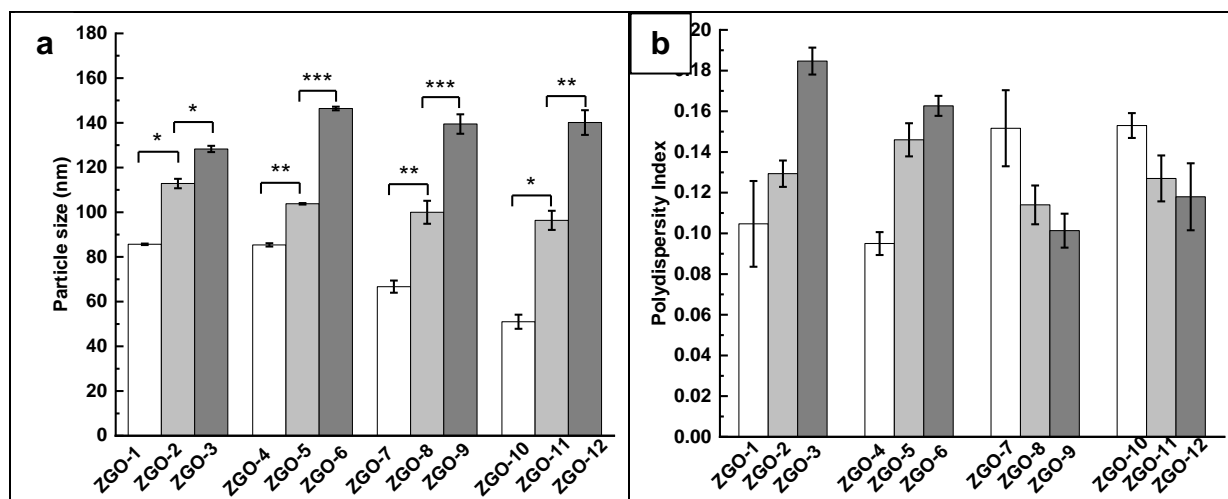 a
180
160
140
120
100
80
60
40
20
0
Particle size (nm)
*
*
**
***
**
***
*
**
ZGO-1
ZGO-2
ZGO-3
ZGO-4
ZGO-5
ZGO-6
ZGO-7
ZGO-8
ZGO-9
ZGO-10
ZGO-11
ZGO-12
b
0.18
0.16
0.14
0.12
0.10
0.08
0.06
0.04
0.02
0.00
Polydispersity Index
ZGO-1
ZGO-2
ZGO-3
ZGO-4
ZGO-5
ZGO-6
ZGO-7
ZGO-8
ZGO-9
ZGO-10
ZGO-11
ZGO-12